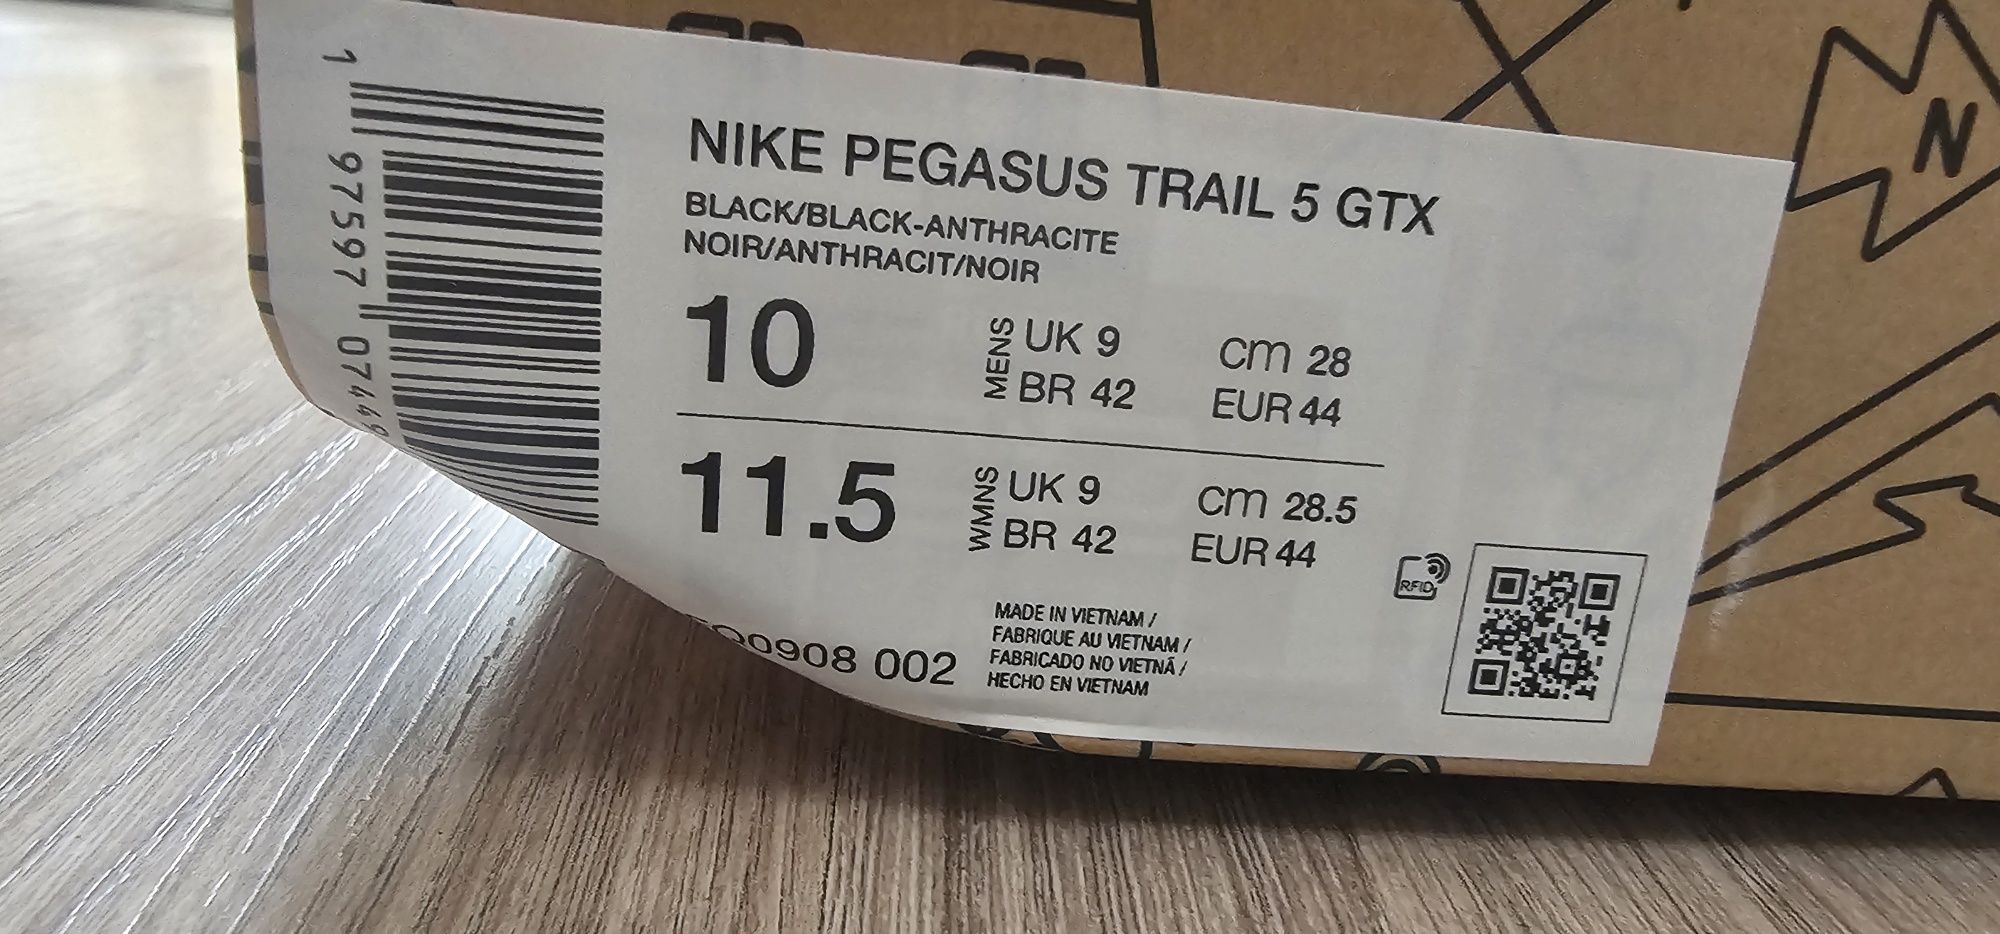 1 97597 07449
NIKE PEGASUS TRAIL 5 GTX
BLACK/BLACK-ANTHRACITE
NOIR/ANTHRACIT/NOIR
10
MENS
UK 9
cm 28
BR 42
EUR 44
11.5
WMNS
UK 9
cm 28.5
BR 42
EUR 44
RFID
MADE IN VIETNAM /
FABRIQUE AU VIETNAM /
FABRICADO NO VIETNÃ /
HECHO EN VIETNAM
002
N